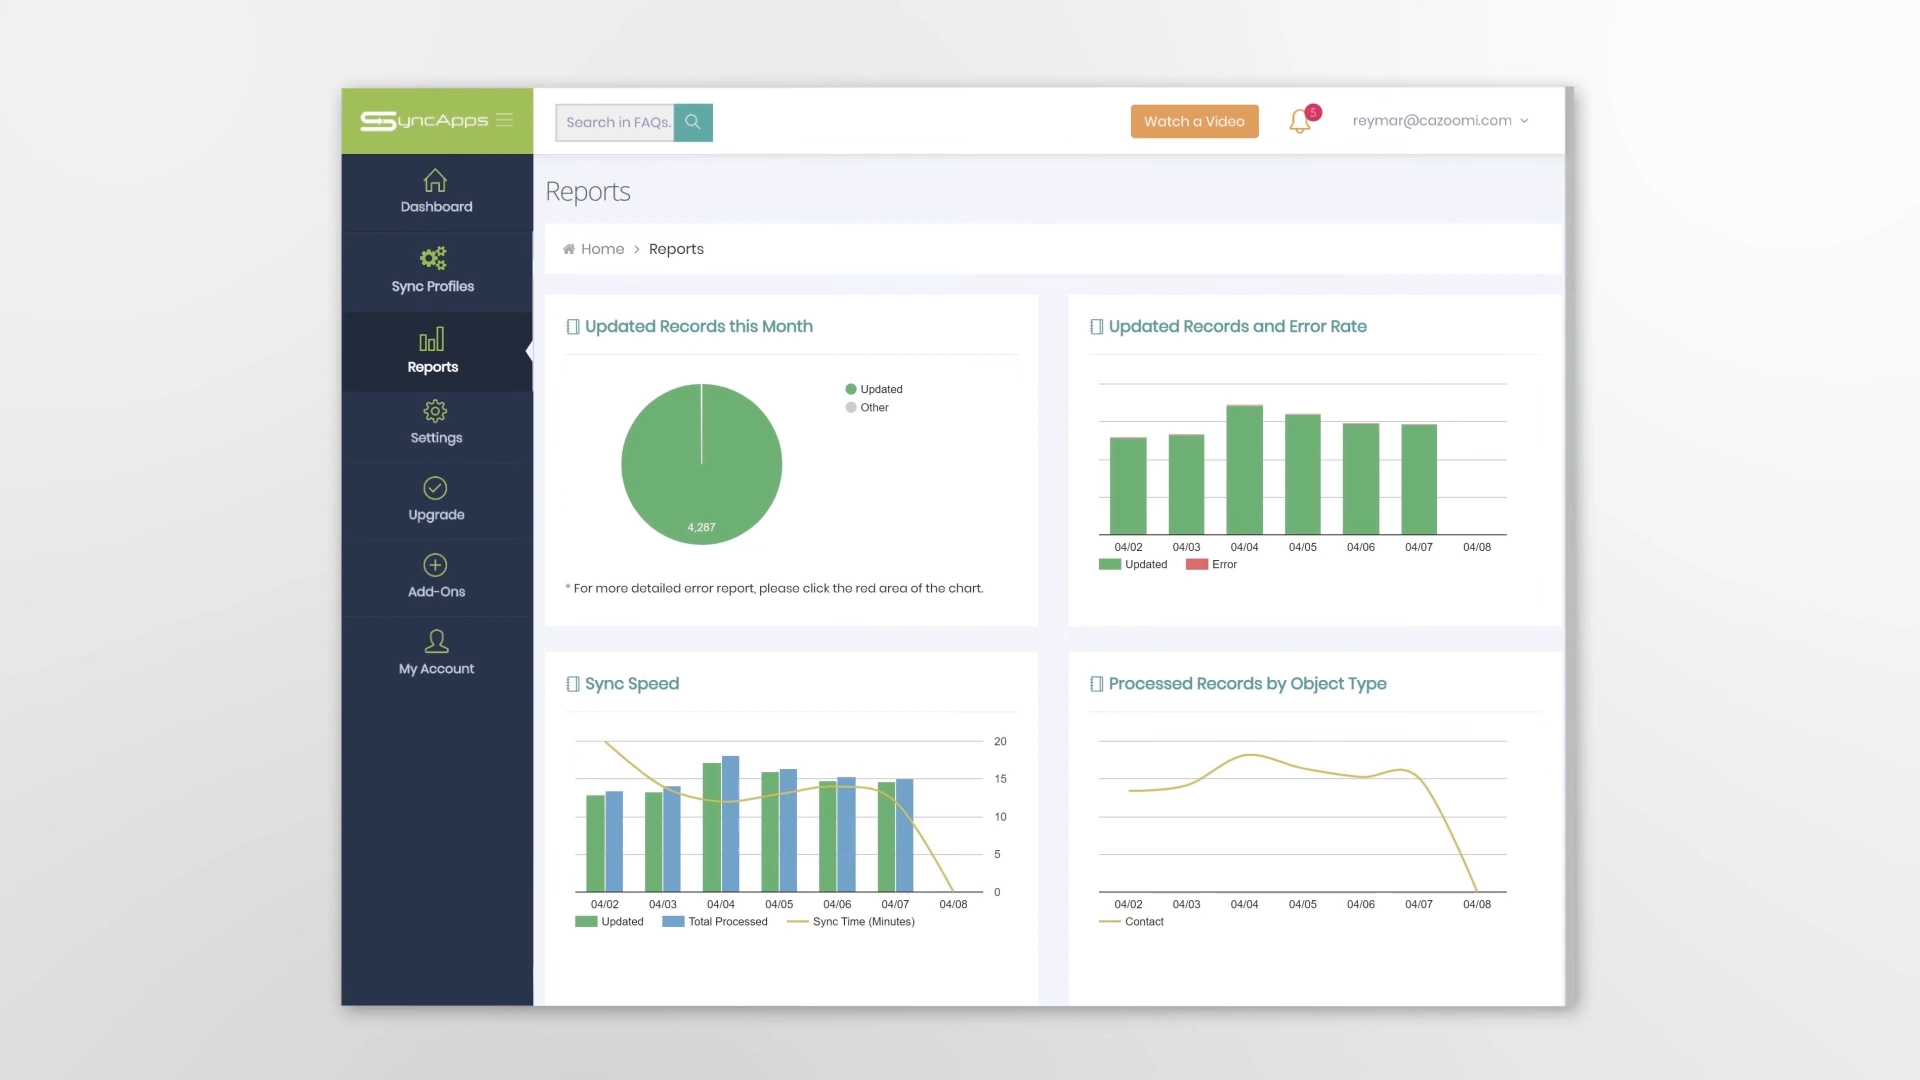 SyncApps
Search in FAQs.
Watch a Video
5
reymar@cazoomi.com
Dashboard
Sync Profiles
Reports
Settings
Upgrade
Add-Ons
My Account
Reports
Home > Reports
Updated Records this Month
Updated
Other
4,287
* For more detailed error report, please click the red area of the chart.
Updated Records and Error Rate
04/02 04/03 04/04 04/05 04/06 04/07 04/08
Updated Error
Sync Speed
20
15
10
5
0
04/02 04/03 04/04 04/05 04/06 04/07 04/08
Updated Total Processed Sync Time (Minutes)
Processed Records by Object Type
04/02 04/03 04/04 04/05 04/06 04/07 04/08
Contact